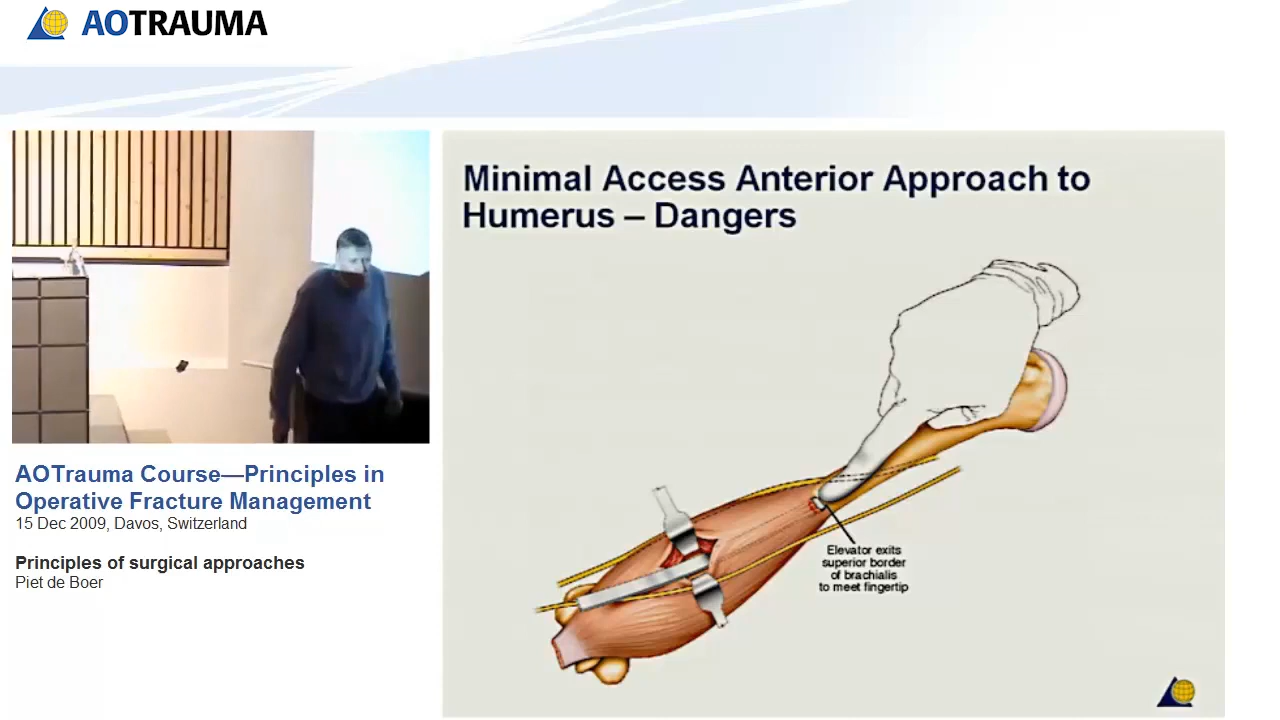 AOTRAUMA
Minimal Access Anterior Approach to
Humerus – Dangers
Elevator exits
superior border
of brachialis
to meet fingertip
AOTrauma Course—Principles in
Operative Fracture Management
15 Dec 2009, Davos, Switzerland
Principles of surgical approaches
Piet de Boer